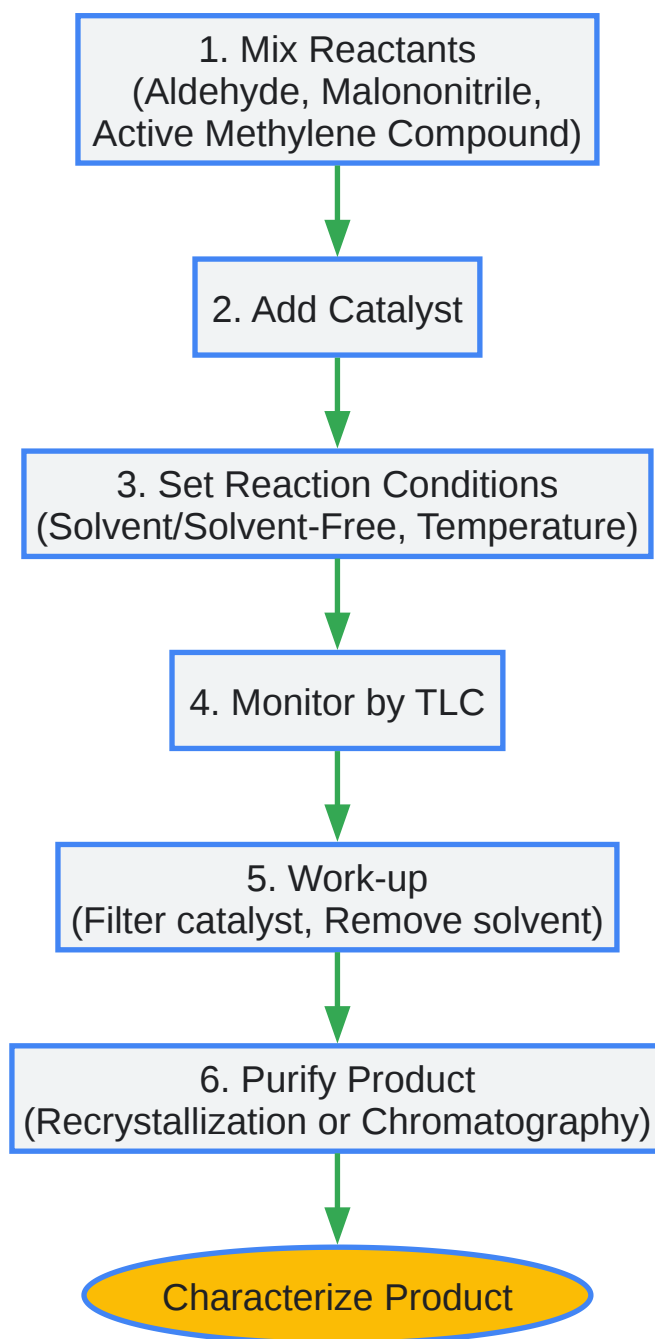 1. Mix Reactants
(Aldehyde, Malononitrile,
Active Methylene Compound)
2. Add Catalyst
3. Set Reaction Conditions
(Solvent/Solvent-Free, Temperature)
4. Monitor by TLC
5. Work-up
(Filter catalyst, Remove solvent)
6. Purify Product
(Recrystallization or Chromatography)
Characterize Product